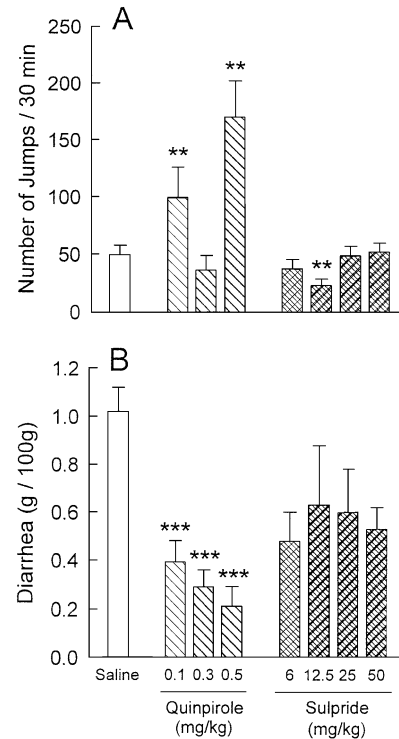 A
250
200
150
100
50
0
Number of Jumps / 30 min
**
**
**
B
1.2
1.0
0.8
0.6
0.4
0.2
0.0
Diarrhea (g / 100g)
***
***
***
Saline 0.1 0.3 0.5 6 12.5 25 50
Quinpirole Sulpride
(mg/kg) (mg/kg)